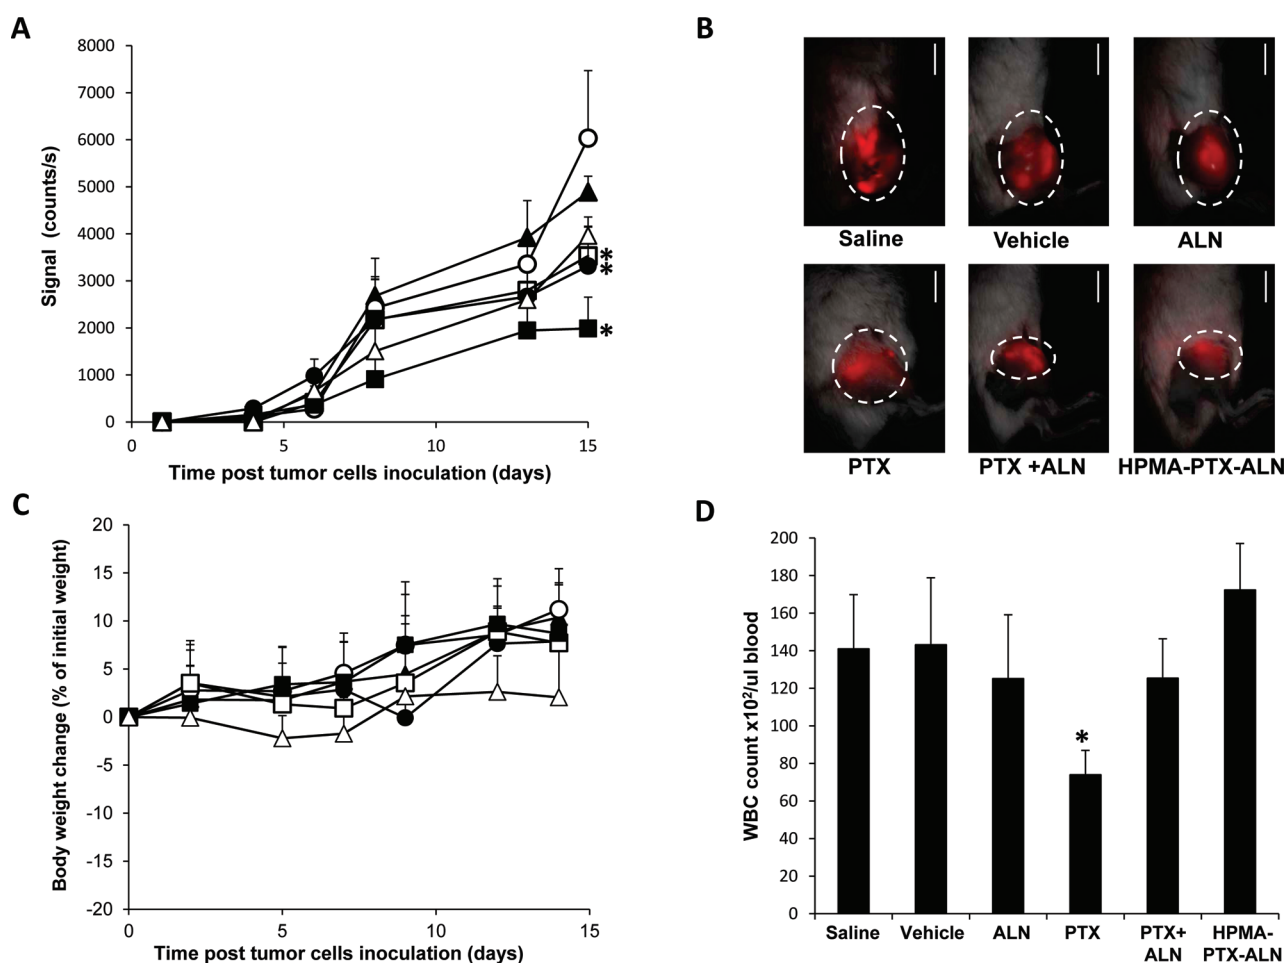 A
8000
7000
6000
5000
4000
3000
2000
1000
0
Signal (counts/s)
*
*
*
0 5 10 15
Time post tumor cells inoculation (days)
B
Saline Vehicle ALN
PTX PTX +ALN HPMA-PTX-ALN
C
20
15
10
5
0
-5
-10
-15
-20
Body weight change (% of initial weight)
0 5 10 15
Time post tumor cells inoculation (days)
D
200
180
160
140
120
100
80
60
40
20
0
WBC count x10²/ul blood
*
Saline Vehicle ALN PTX PTX+ HPMA-
ALN PTX-ALN